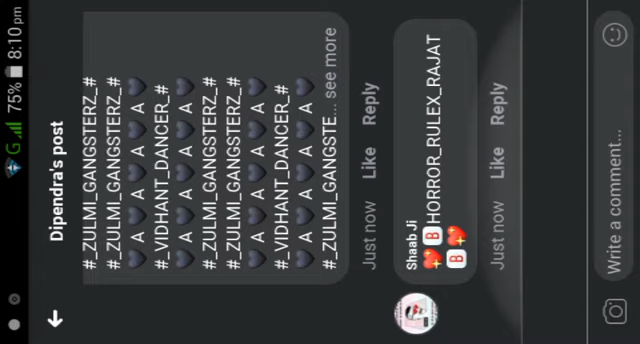 G 75% 8:10 pm
Dipendra's post
#_ZULMI_GANGSTERZ_#
#_ZULMI_GANGSTERZ_#
🖤 A 🖤 A 🖤 A 🖤 A 🖤
#_VIDHANT_DANCER_#
🖤 A 🖤 A 🖤 A 🖤 A 🖤
#_ZULMI_GANGSTERZ_#
#_ZULMI_GANGSTERZ_#
🖤 A 🖤 A 🖤 A 🖤 A 🖤
#_VIDHANT_DANCER_#
🖤 A 🖤 A 🖤 A 🖤 A 🖤
#_ZULMI_GANGSTE... see more
Just now Like Reply
Shaab Ji
💖🅱HORROR_RULEX_RAJAT
🅱💖
Just now Like Reply
Write a comment...